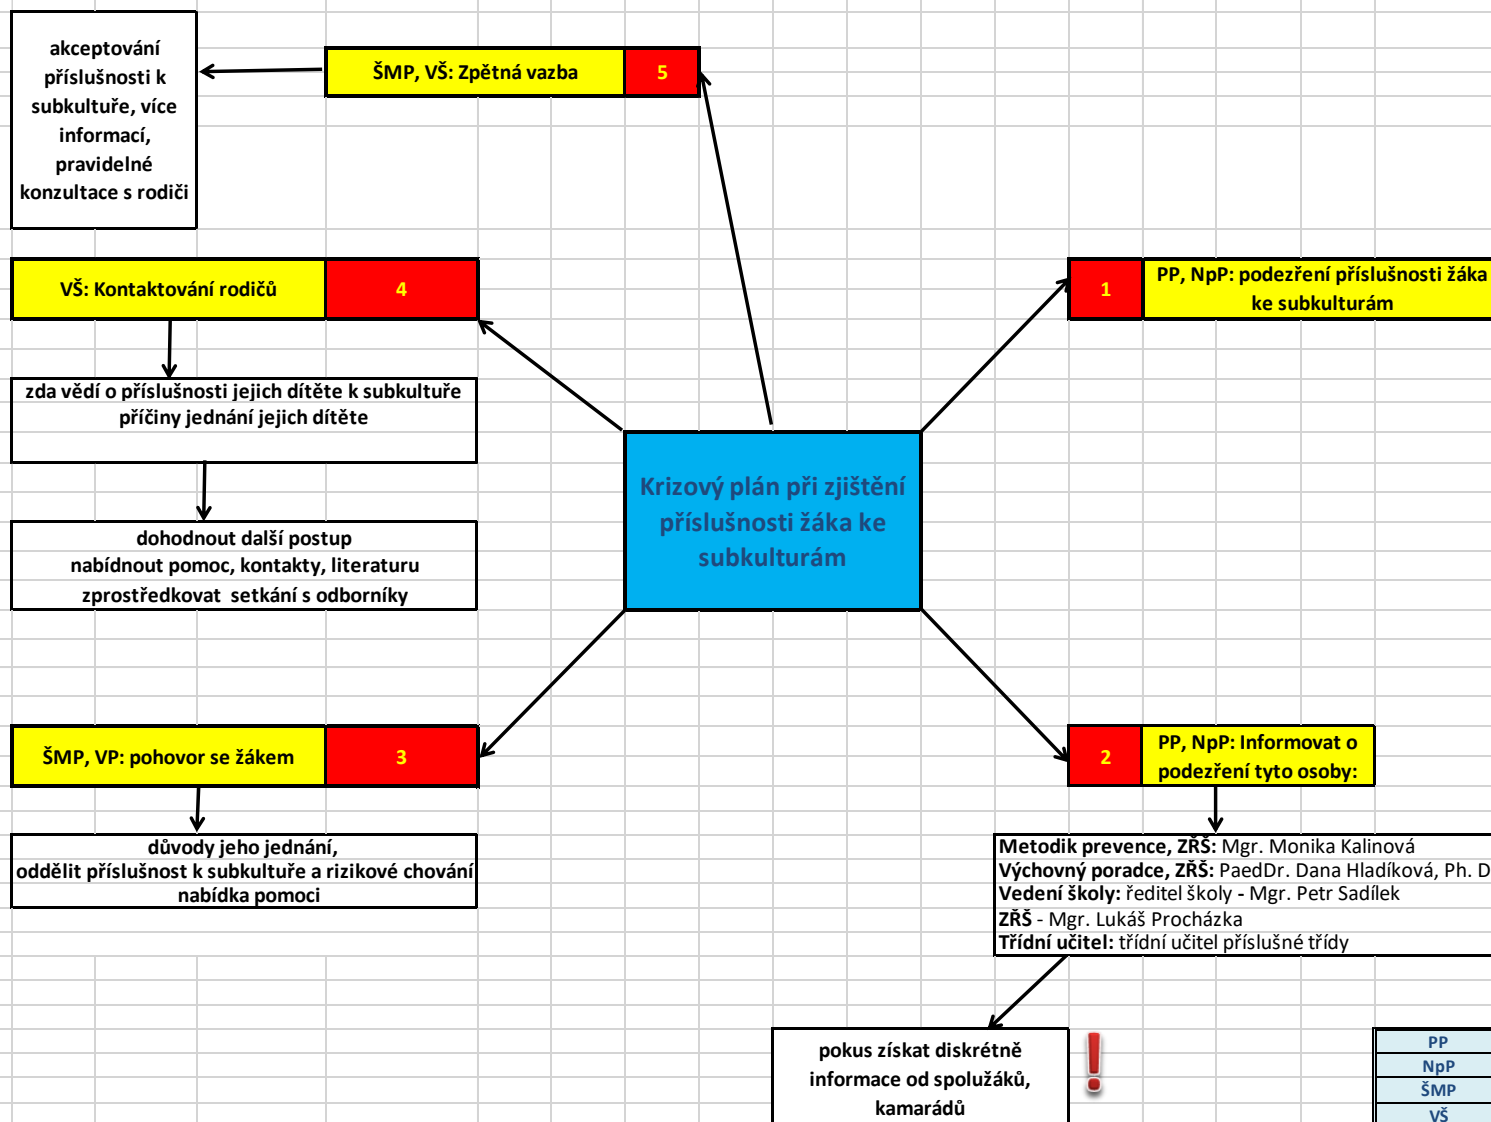 akceptování
příslušnosti k
subkultuře, více
informací,
pravidelné
konzultace s rodiči
ŠMP, VŠ: Zpětná vazba 5
VŠ: Kontaktování rodičů 4
1 PP, NpP: podezření příslušnosti žáka
ke subkulturám
zda vědí o příslušnosti jejich dítěte k subkultuře
příčiny jednání jejich dítěte
Krizový plán při zjištění
příslušnosti žáka ke
subkulturám
dohodnout další postup
nabídnout pomoc, kontakty, literaturu
zprostředkovat setkání s odborníky
ŠMP, VP: pohovor se žákem 3
2 PP, NpP: Informovat o
podezření tyto osoby:
důvody jeho jednání,
oddělit příslušnost k subkultuře a rizikové chování
nabídka pomoci
Metodik prevence, ZŘŠ: Mgr. Monika Kalinová
Výchovný poradce, ZŘŠ: PaedDr. Dana Hladíková, Ph. D
Vedení školy: ředitel školy - Mgr. Petr Sadílek
ZŘŠ - Mgr. Lukáš Procházka
Třídní učitel: třídní učitel příslušné třídy
pokus získat diskrétně
informace od spolužáků,
kamarádů
PP
NpP
ŠMP
VŠ